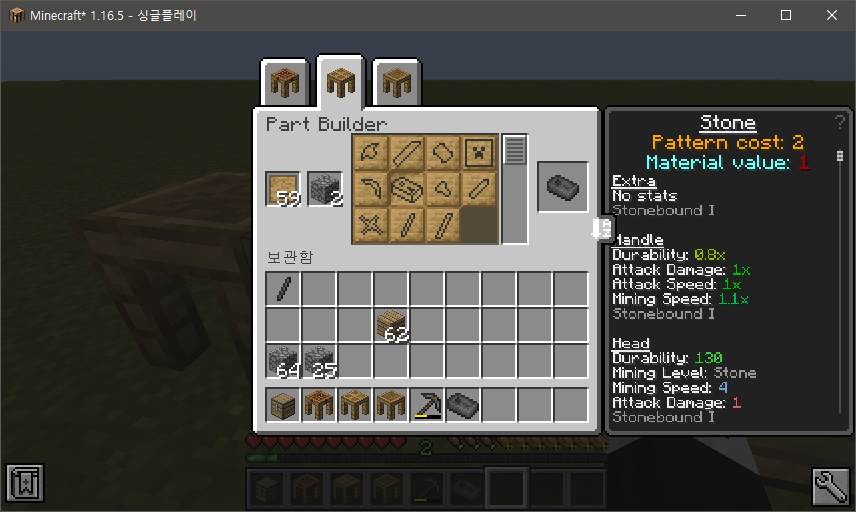 Minecraft* 1.16.5 - 싱글플레이
Part Builder
59
2
보관함
62
64
25
2
Stone
?
Pattern cost: 2
Material value: 1
Extra
No stats
Stonebound I
Handle
Durability: 0.8x
Attack Damage: 1x
Attack Speed: 1x
Mining Speed: 1.1x
Stonebound I
Head
Durability: 130
Mining Level: Stone
Mining Speed: 4
Attack Damage: 1
Stonebound I